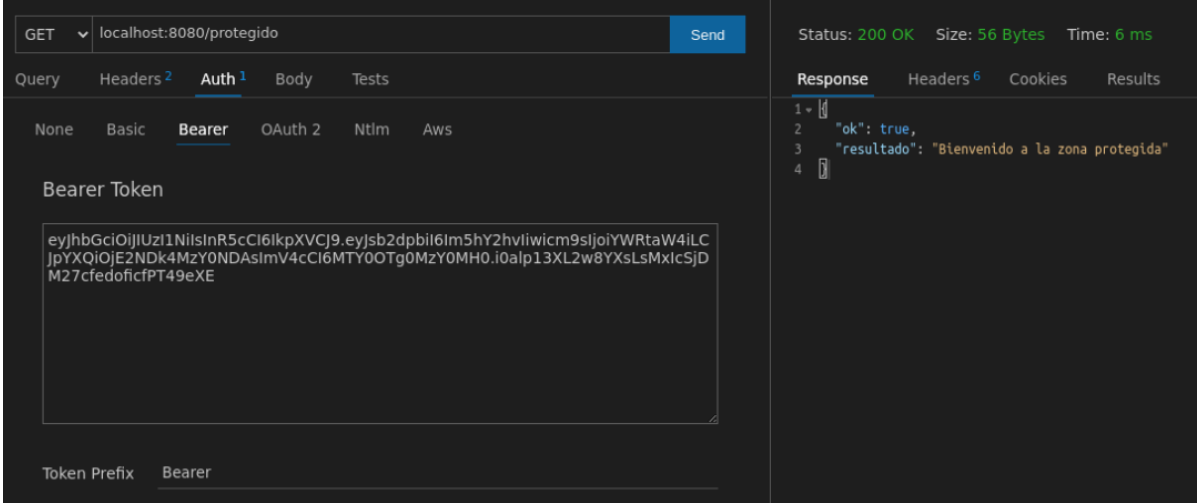 GET localhost:8080/protegido Send
Query Headers 2 Auth 1 Body Tests
None Basic Bearer OAuth 2 Ntlm Aws
Bearer Token
eyJhbGciOiJIUzI1NiIsInR5cCI6IkpXVCJ9.eyJsb2dpbiI6Im5hY2hvIiwicm9sIjoiYWRtaW4iLC
JpYXQiOjE2NDk4MzY0NDAsImV4cCI6MTY0OTg0MzY0MH0.i0alp13XL2w8YXsLsMxIcSjD
M27cfedoficfPT49eXE
Token Prefix Bearer
Status: 200 OK Size: 56 Bytes Time: 6 ms
Response Headers 6 Cookies Results
1 {
2 "ok": true,
3 "resultado": "Bienvenido a la zona protegida"
4 }